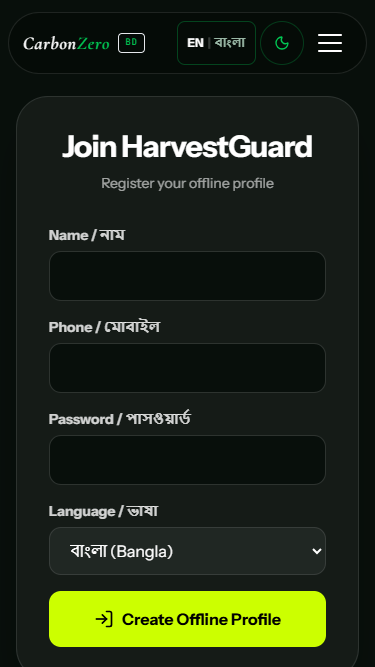 CarbonZero BD EN | বাংলা
Join HarvestGuard
Register your offline profile
Name / নাম
Phone / মোবাইল
Password / পাসওয়ার্ড
Language / ভাষা
বাংলা (Bangla)
Create Offline Profile